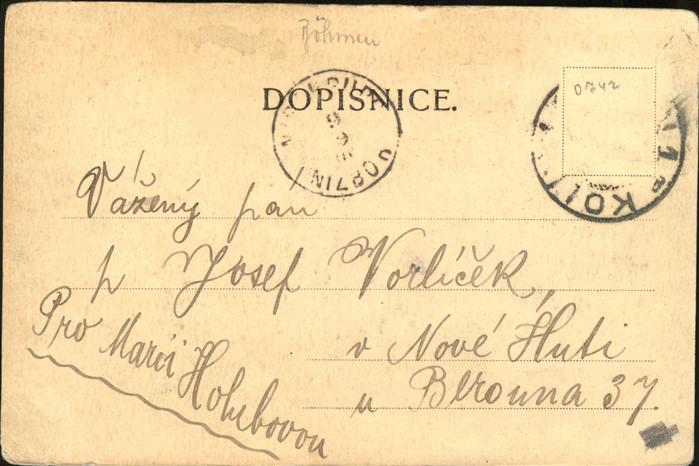 Böhmen
DOPISNICE.
0742
Vážený pán
p Josef Vorlíček,
v Nové Huti
u Berouna 37.
Pro Marii Holubovou